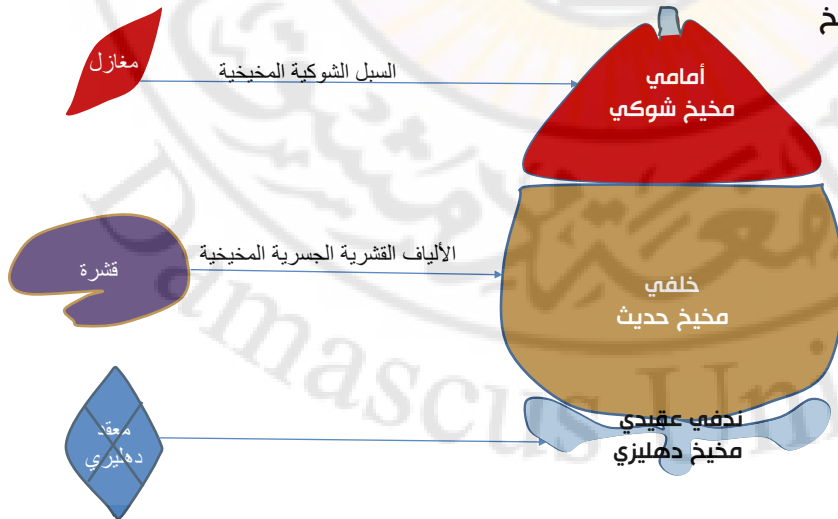 مغازل
السبل الشوكية المخيخية
أمامي
مخيخ شوكي
قشرة
الألياف القشرية الجسرية المخيخية
خلفي
مخيخ حديث
معقد
دهليزي
ندفي عقيدي
مخيخ دهليزي
Damascus Uni